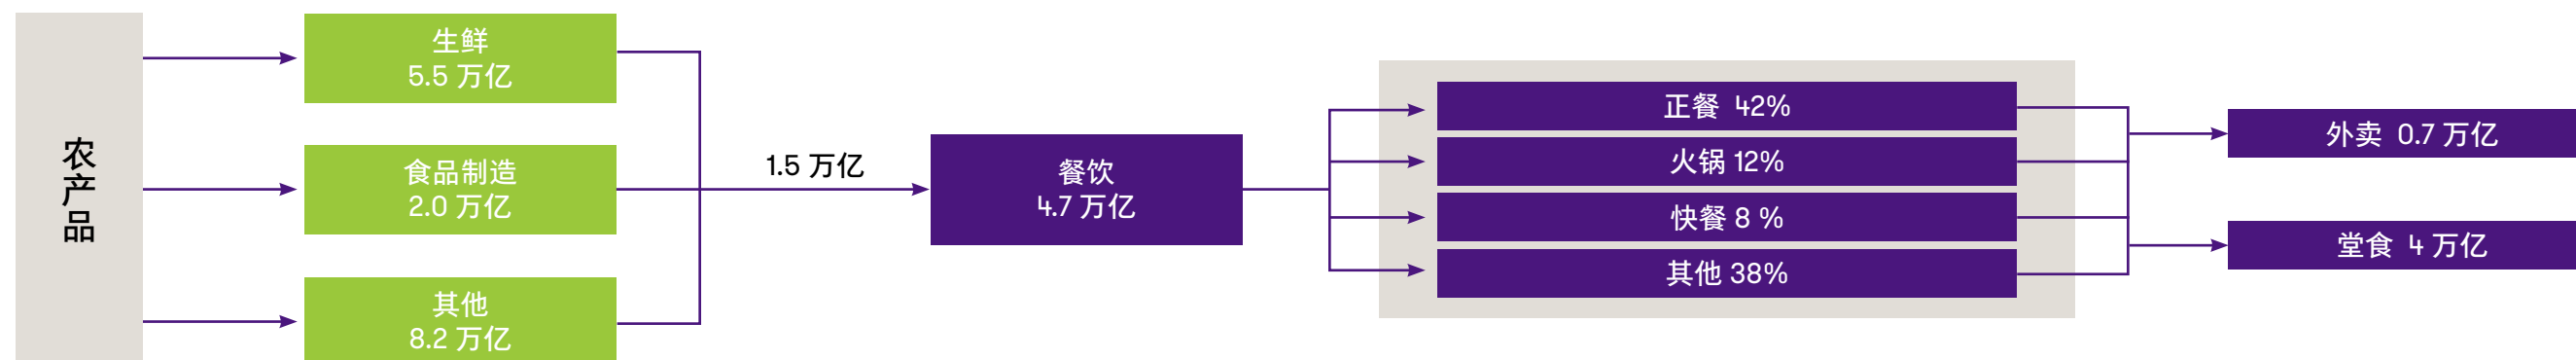 农产品
生鲜
5.5 万亿
食品制造
2.0 万亿
其他
8.2 万亿
1.5 万亿
餐饮
4.7 万亿
正餐 42%
火锅 12%
快餐 8 %
其他 38%
外卖 0.7 万亿
堂食 4 万亿